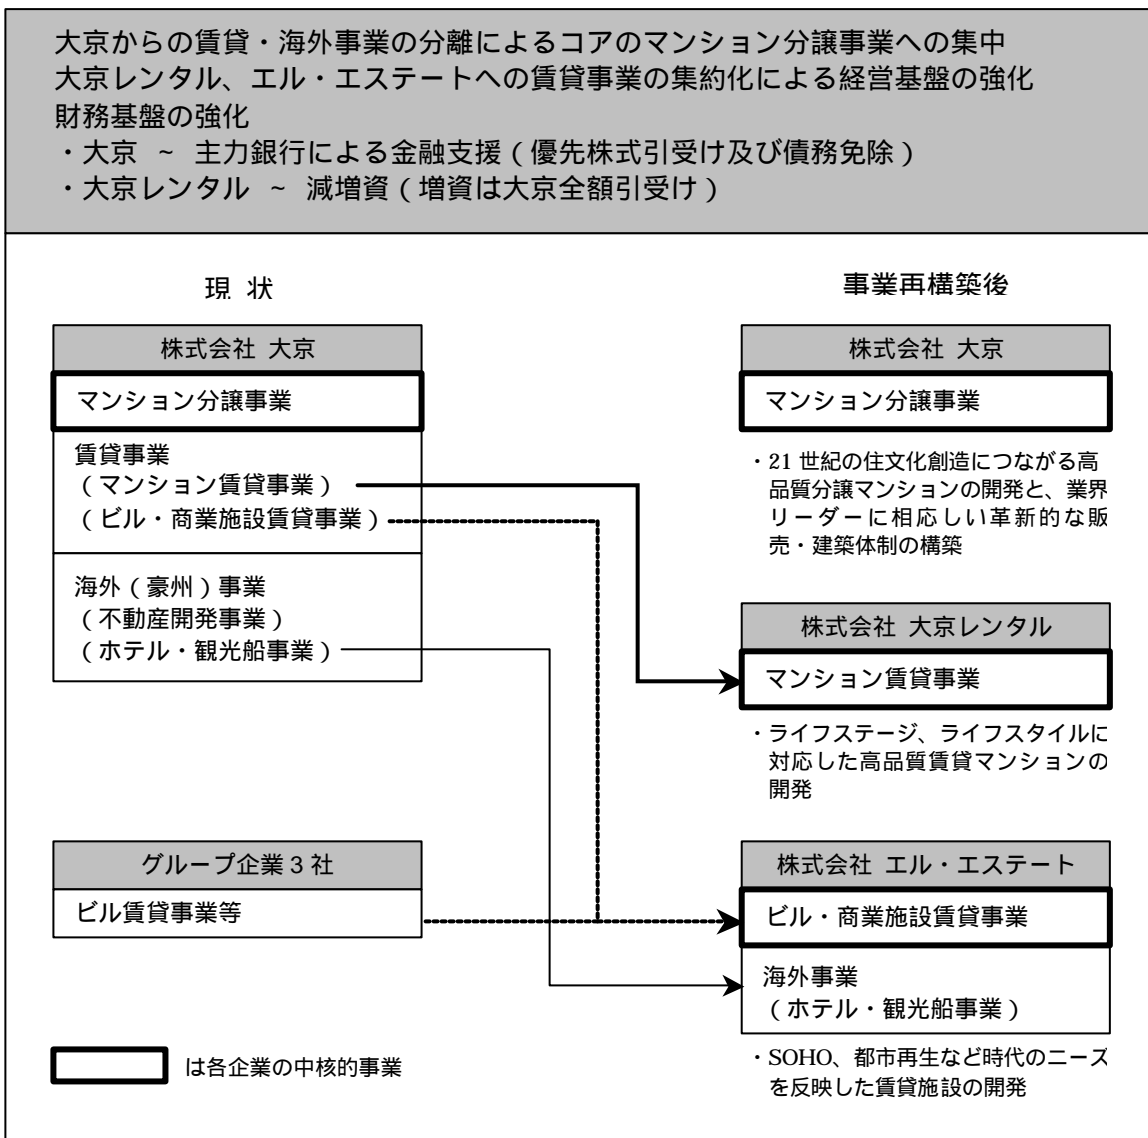 大京からの賃貸・海外事業の分離によるコアのマンション分譲事業への集中
大京レンタル、エル・エステートへの賃貸事業の集約化による経営基盤の強化
財務基盤の強化
・大京 ~ 主力銀行による金融支援（優先株式引受け及び債務免除）
・大京レンタル ~ 減増資（増資は大京全額引受け）
現 状
株式会社 大京
マンション分譲事業
賃貸事業
（マンション賃貸事業）
（ビル・商業施設賃貸事業）
海外（豪州）事業
（不動産開発事業）
（ホテル・観光船事業）
グループ企業３社
ビル賃貸事業等
は各企業の中核的事業
事業再構築後
株式会社 大京
マンション分譲事業
・21 世紀の住文化創造につながる高
品質分譲マンションの開発と、業界
リーダーに相応しい革新的な販
売・建築体制の構築
株式会社 大京レンタル
マンション賃貸事業
・ライフステージ、ライフスタイルに
対応した高品質賃貸マンションの
開発
株式会社 エル・エステート
ビル・商業施設賃貸事業
海外事業
（ホテル・観光船事業）
・SOHO、都市再生など時代のニーズ
を反映した賃貸施設の開発